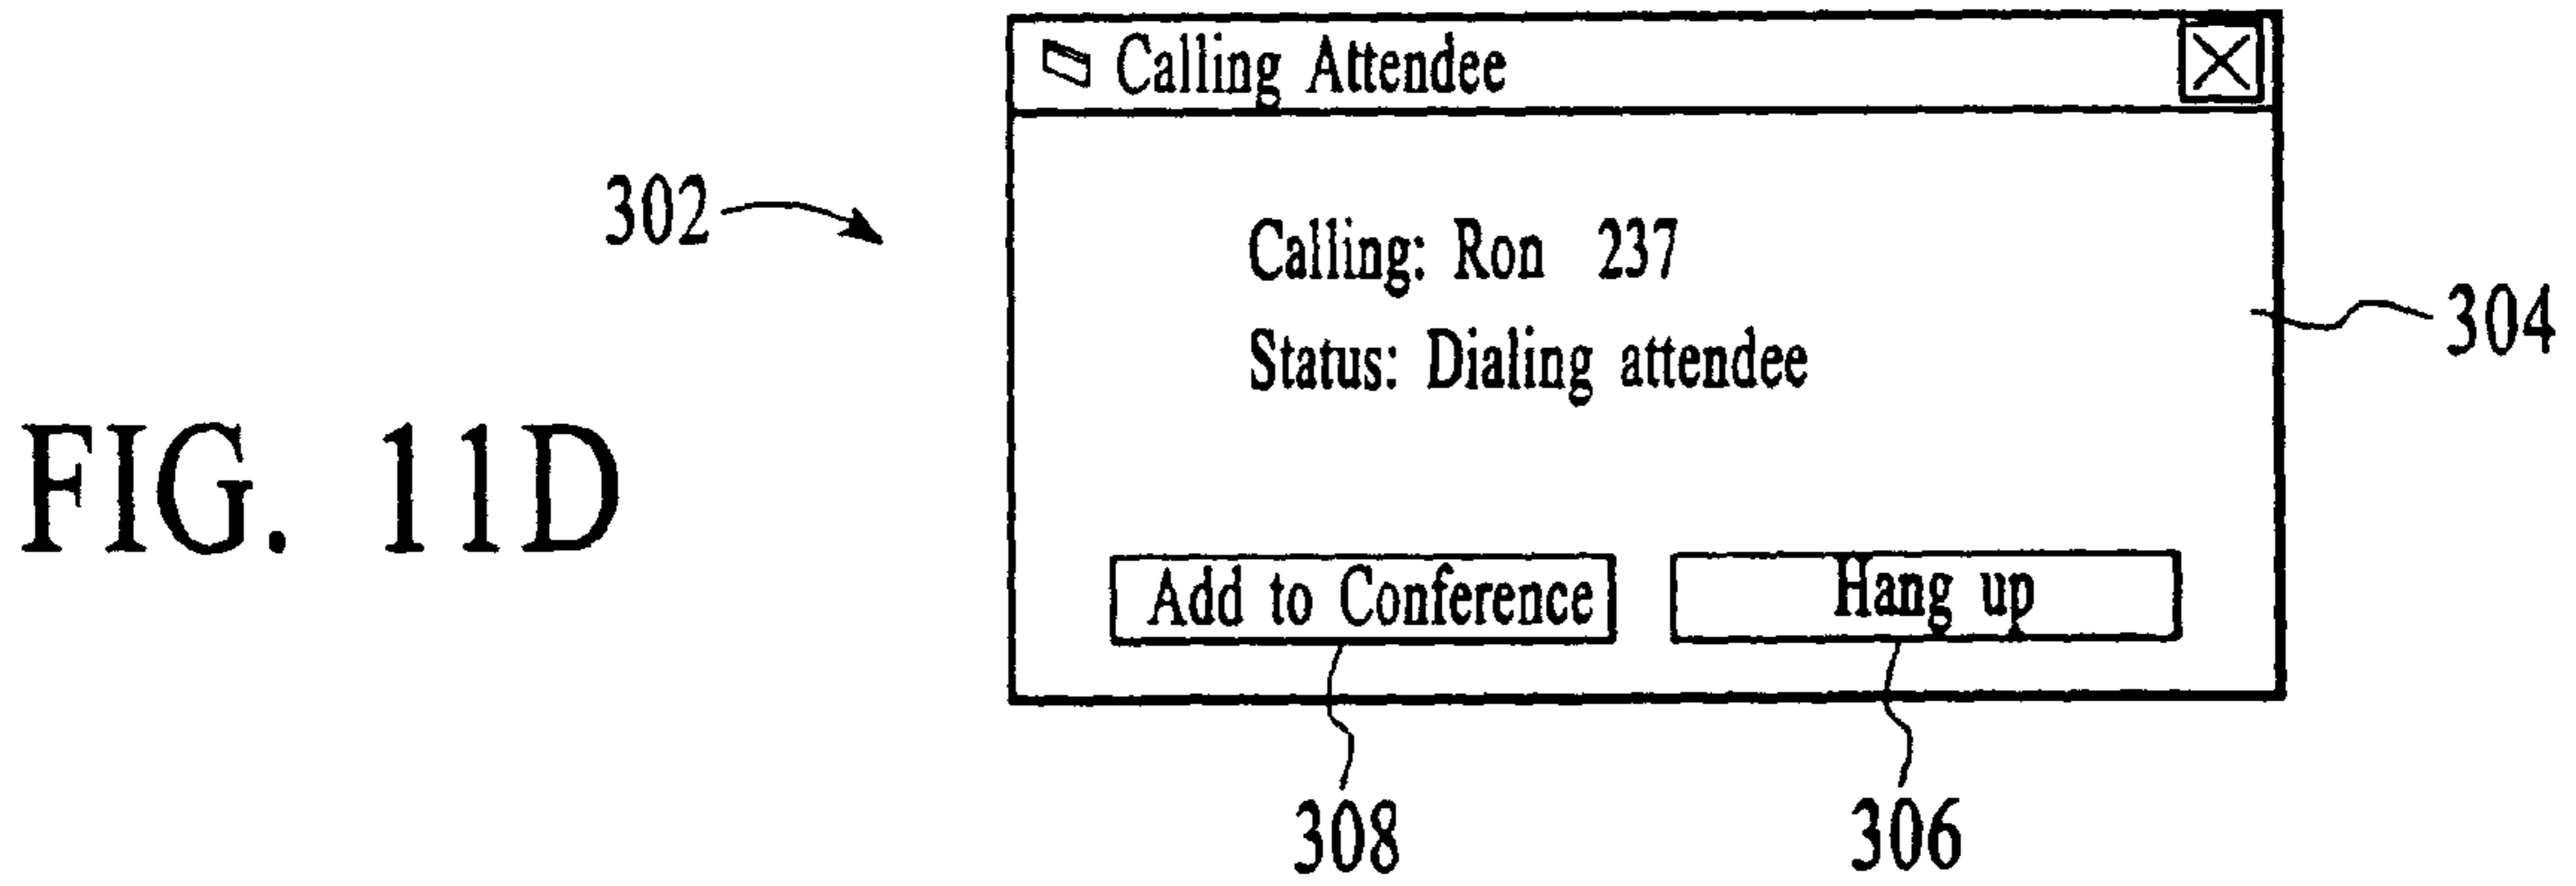 Calling Attendee
302
Calling: Ron 237
304
Status: Dialing attendee
FIG. 11D
Add to Conference
Hang up
308
306